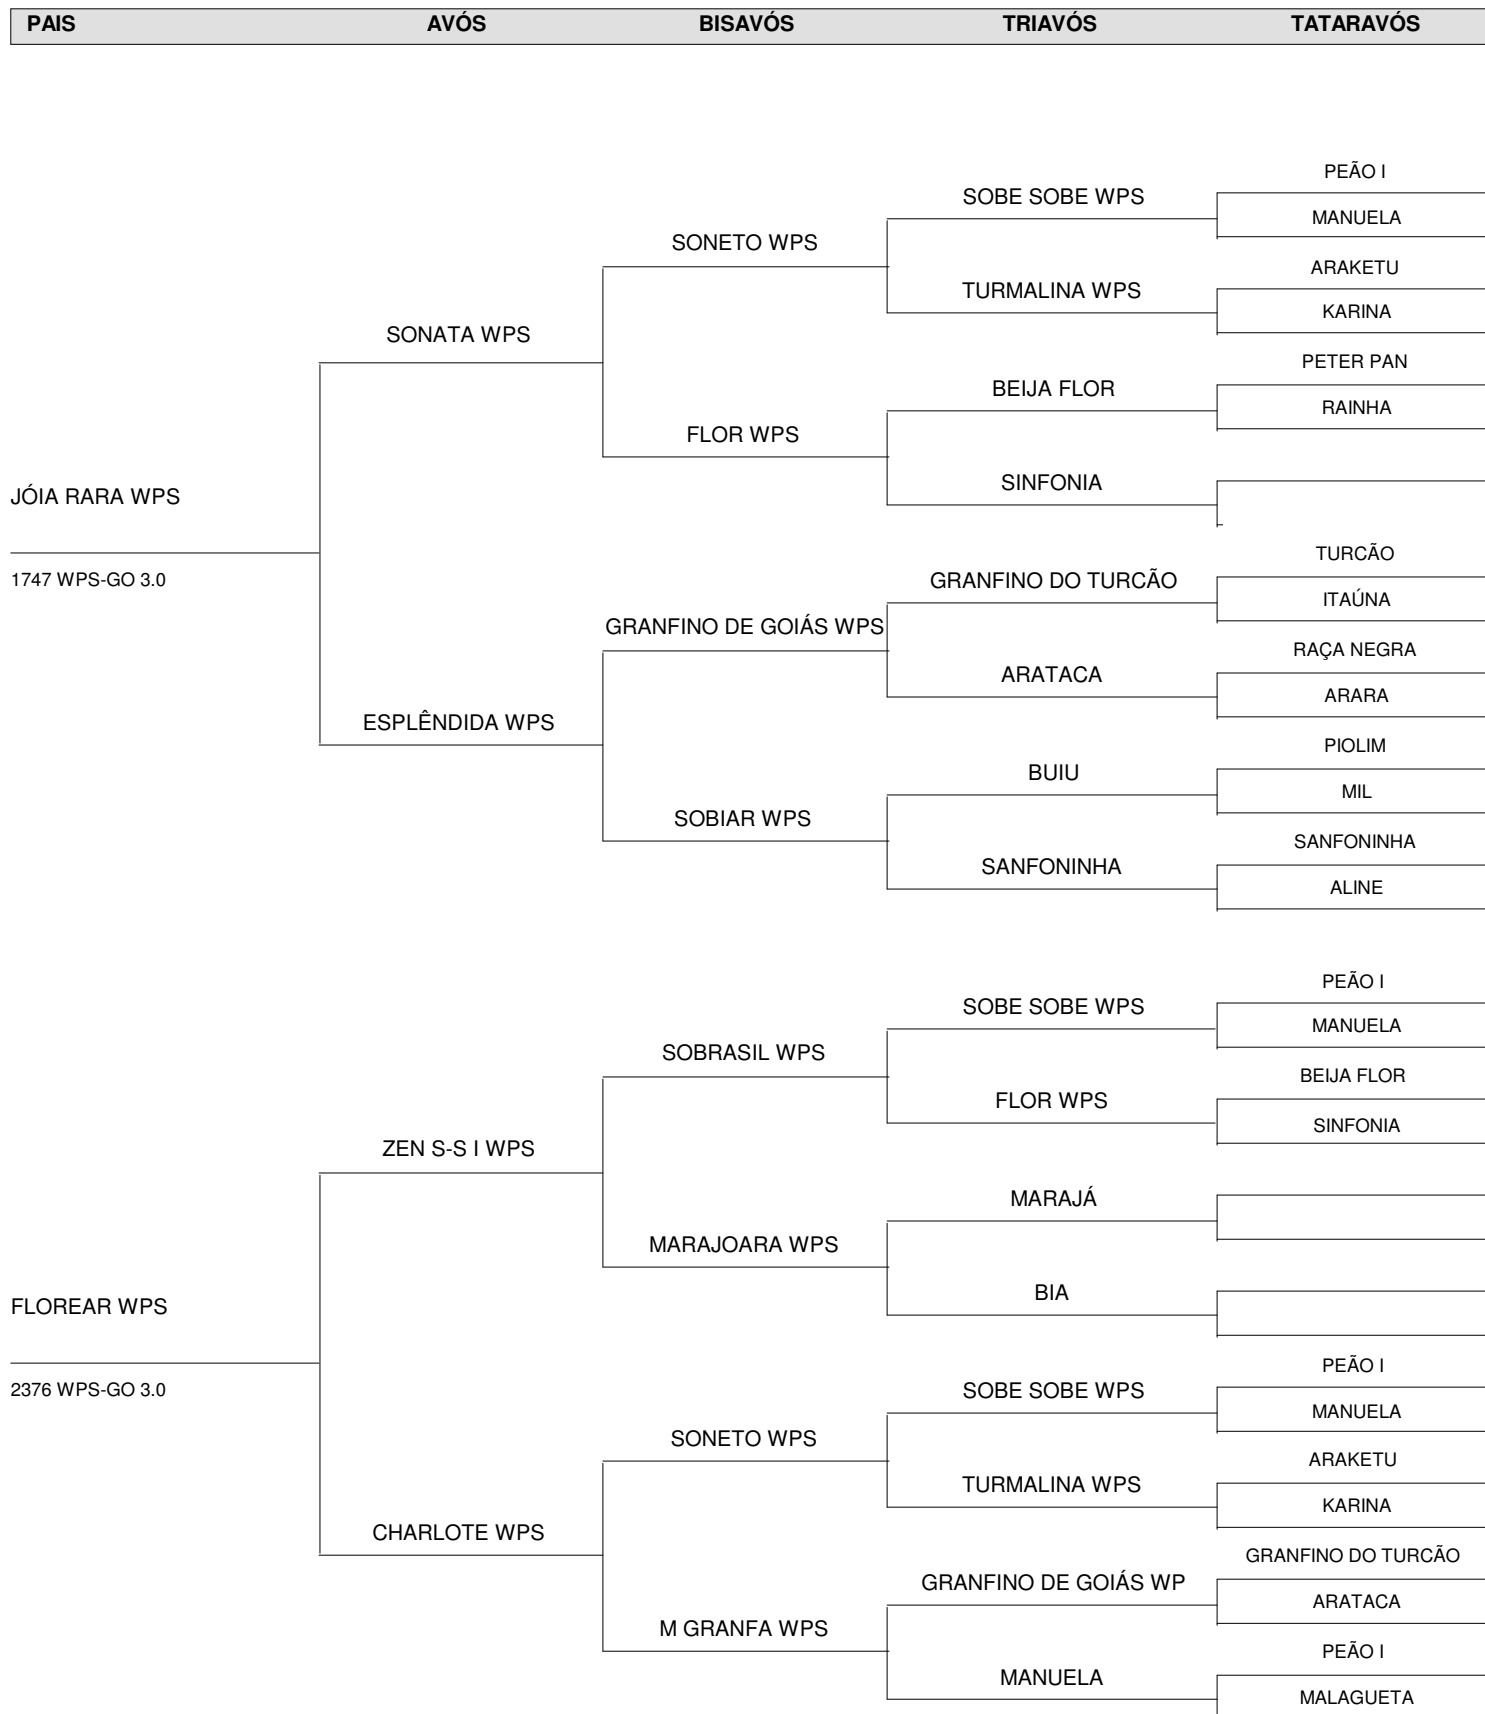 PAIS AVÓS BISAVÓS TRIAVÓS TATARAVÓS
PEÃO I
SOBE SOBE WPS
MANUELA
SONETO WPS
ARAKETU
TURMALINA WPS
KARINA
SONATA WPS
PETER PAN
BEIJA FLOR
RAINHA
FLOR WPS
SINFONIA
JÓIA RARA WPS
TURCÃO
1747 WPS-GO 3.0
GRANFINO DO TURCÃO
ITAÚNA
GRANFINO DE GOIÁS WPS
RAÇA NEGRA
ARATACA
ARARA
ESPLÊNDIDA WPS
PIOLIM
BUIU
MIL
SOBIAR WPS
SANFONINHA
SANFONINHA
ALINE
PEÃO I
SOBE SOBE WPS
MANUELA
SOBRASIL WPS
BEIJA FLOR
FLOR WPS
SINFONIA
ZEN S-S I WPS
MARAJÁ
MARAJOARA WPS
BIA
FLOREAR WPS
PEÃO I
2376 WPS-GO 3.0
SOBE SOBE WPS
MANUELA
SONETO WPS
ARAKETU
TURMALINA WPS
KARINA
CHARLOTE WPS
GRANFINO DO TURCÃO
GRANFINO DE GOIÁS WP
ARATACA
M GRANFA WPS
PEÃO I
MANUELA
MALAGUETA